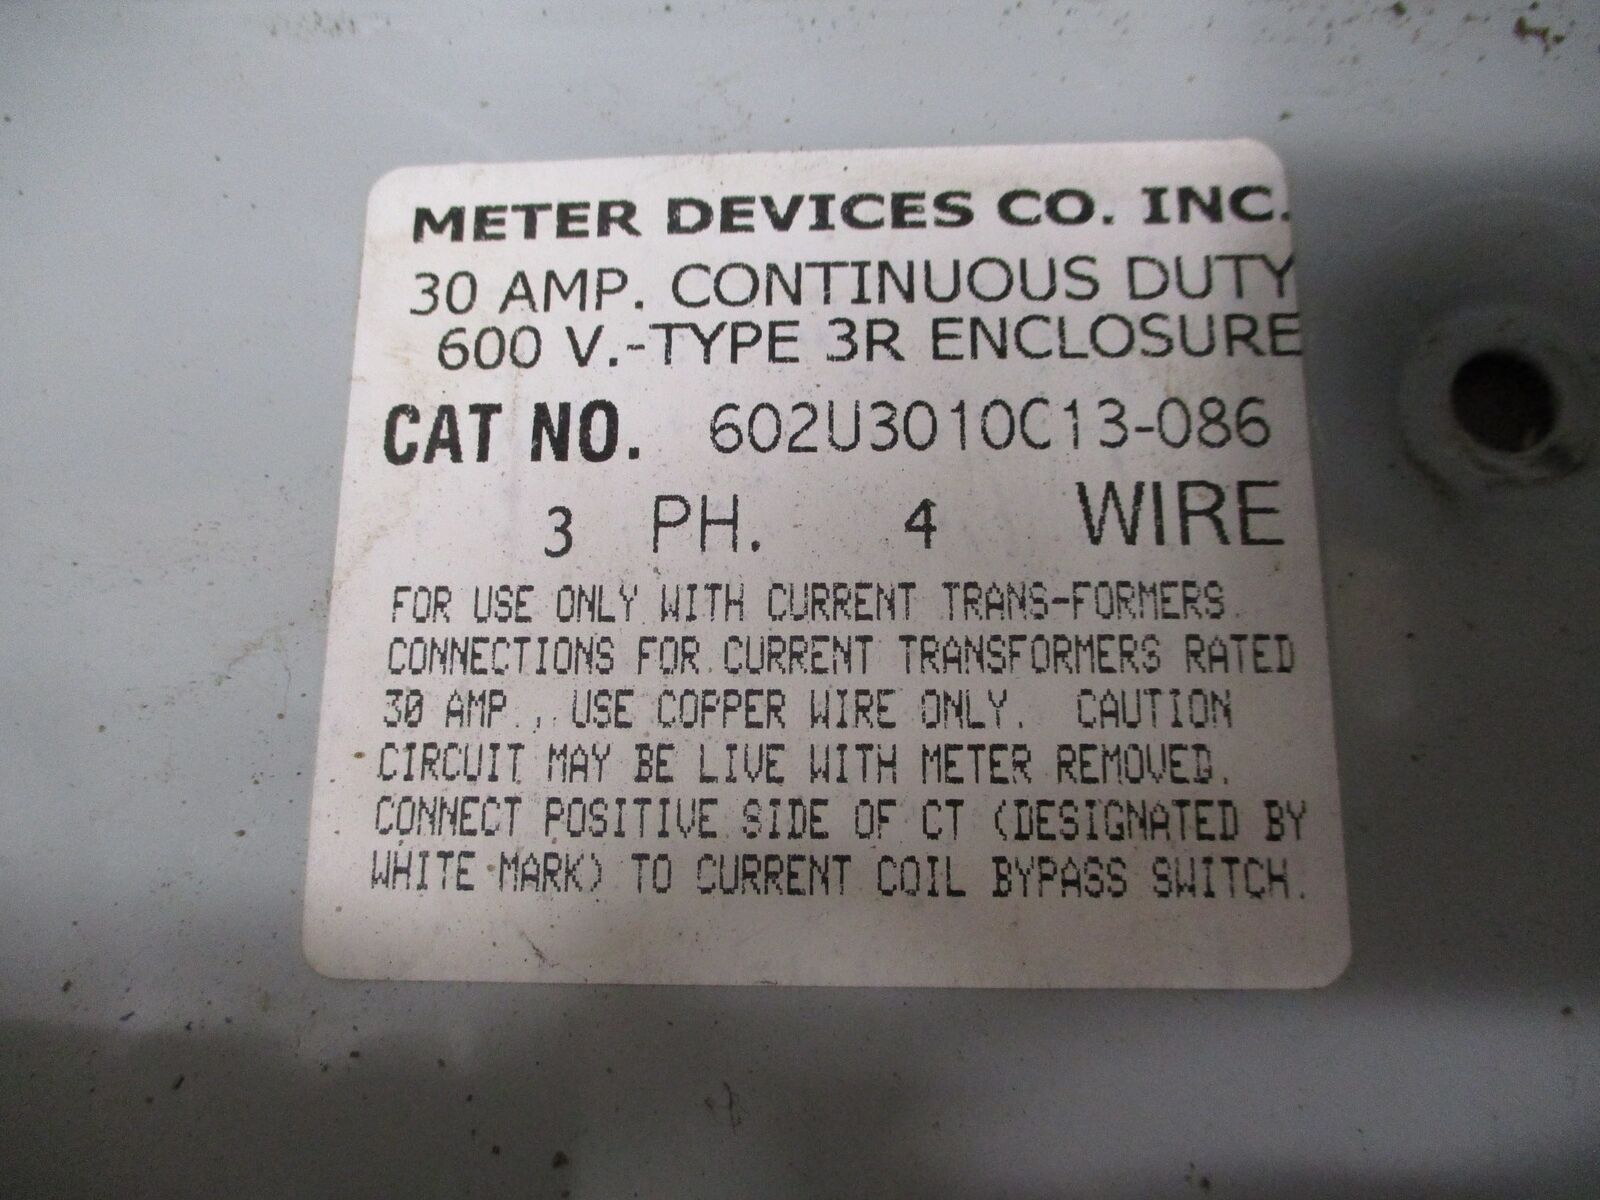 METER DEVICES CO. INC.
30 AMP. CONTINUOUS DUTY
600 V.-TYPE 3R ENCLOSURE
CAT NO. 602U3010C13-086
3 PH. 4 WIRE
FOR USE ONLY WITH CURRENT TRANS-FORMERS.
CONNECTIONS FOR CURRENT TRANSFORMERS RATED
30 AMP., USE COPPER WIRE ONLY. CAUTION
CIRCUIT MAY BE LIVE WITH METER REMOVED.
CONNECT POSITIVE SIDE OF CT (DESIGNATED BY
WHITE MARK) TO CURRENT COIL BYPASS SWITCH.